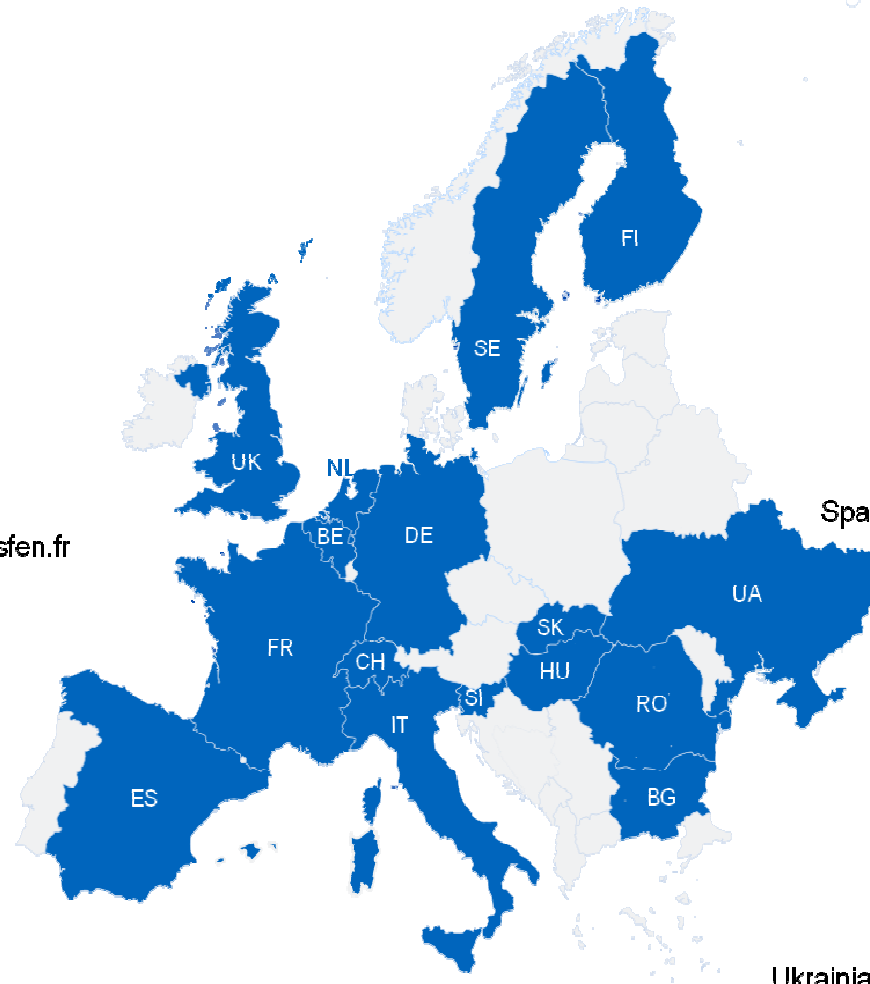 FI
SE
UK
NL
BE
DE
Spa
sfen.fr
UA
SK
FR
CH
HU
SI
RO
IT
ES
BG
Ukrainia